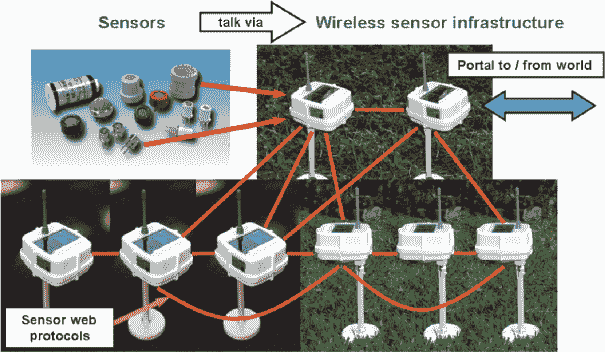 Sensors
talk via
Wireless sensor infrastructure
Portal to / from world
Sensor web
protocols